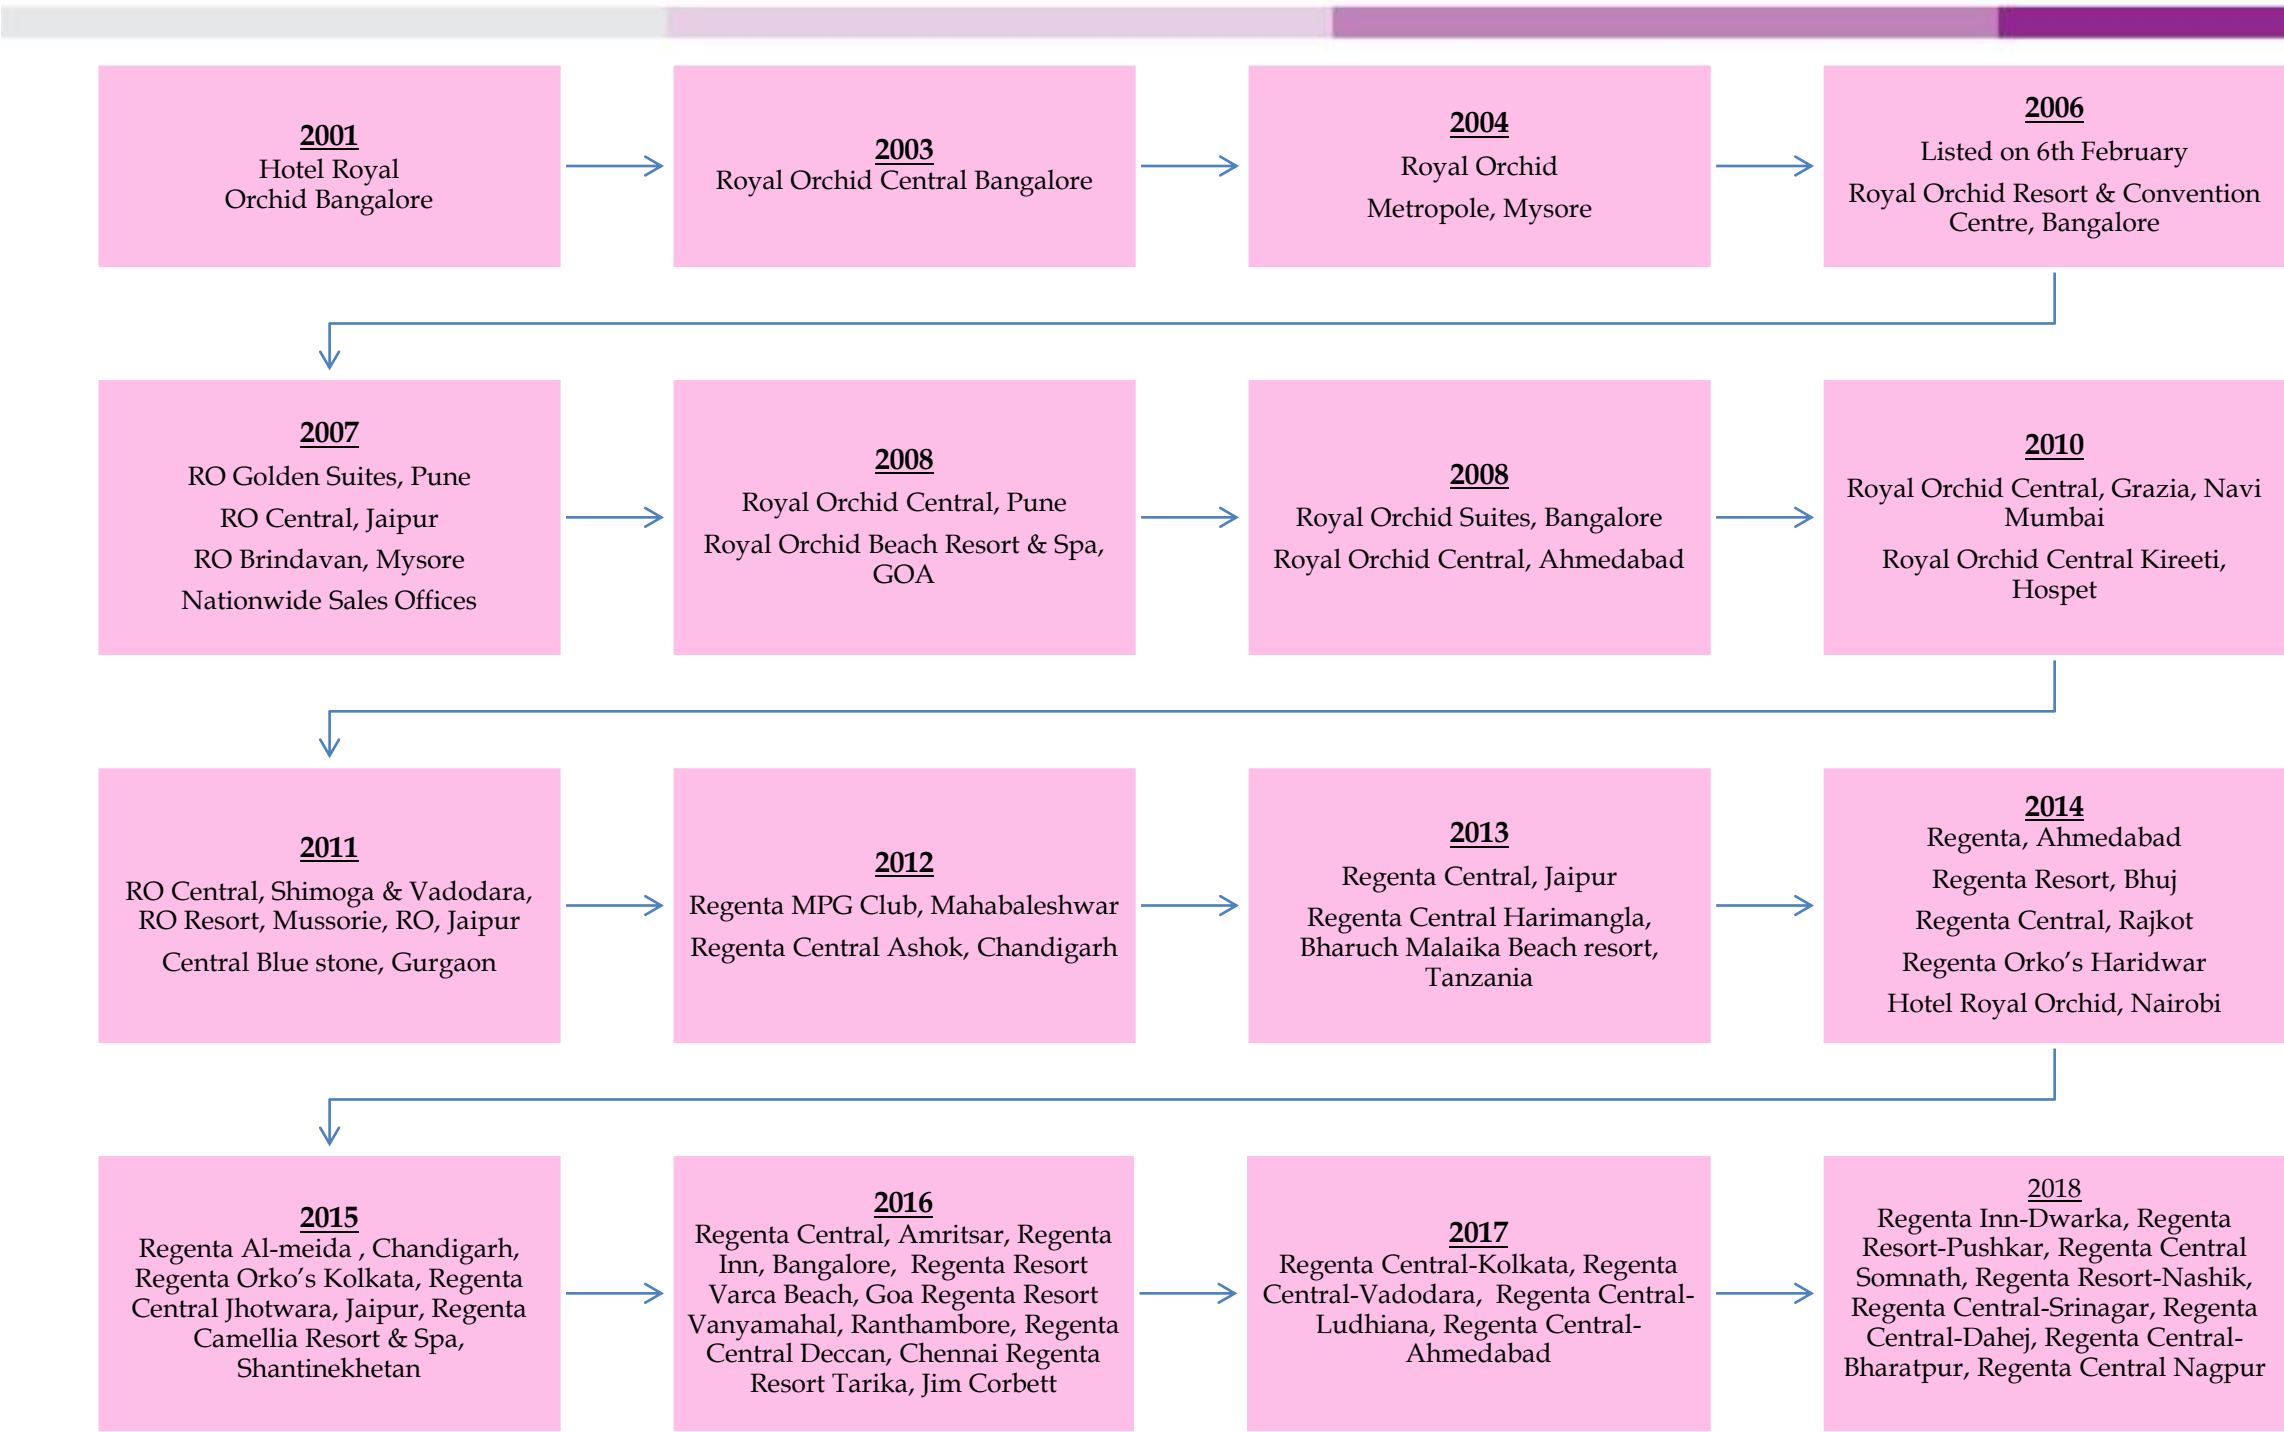 2001
Hotel Royal
Orchid Bangalore
2003
Royal Orchid Central Bangalore
2004
Royal Orchid
Metropole, Mysore
2006
Listed on 6th February
Royal Orchid Resort & Convention
Centre, Bangalore
2007
RO Golden Suites, Pune
RO Central, Jaipur
RO Brindavan, Mysore
Nationwide Sales Offices
2008
Royal Orchid Central, Pune
Royal Orchid Beach Resort & Spa,
GOA
2008
Royal Orchid Suites, Bangalore
Royal Orchid Central, Ahmedabad
2010
Royal Orchid Central, Grazia, Navi
Mumbai
Royal Orchid Central Kireeti,
Hospet
2011
RO Central, Shimoga & Vadodara,
RO Resort, Mussorie, RO, Jaipur
Central Blue stone, Gurgaon
2012
Regenta MPG Club, Mahabaleshwar
Regenta Central Ashok, Chandigarh
2013
Regenta Central, Jaipur
Regenta Central Harimangla,
Bharuch Malaika Beach resort,
Tanzania
2014
Regenta, Ahmedabad
Regenta Resort, Bhuj
Regenta Central, Rajkot
Regenta Orko’s Haridwar
Hotel Royal Orchid, Nairobi
2015
Regenta Al-meida , Chandigarh,
Regenta Orko’s Kolkata, Regenta
Central Jhotwara, Jaipur, Regenta
Camellia Resort & Spa,
Shantinekhetan
2016
Regenta Central, Amritsar, Regenta
Inn, Bangalore, Regenta Resort
Varca Beach, Goa Regenta Resort
Vanyamahal, Ranthambore, Regenta
Central Deccan, Chennai Regenta
Resort Tarika, Jim Corbett
2017
Regenta Central-Kolkata, Regenta
Central-Vadodara, Regenta Central-
Ludhiana, Regenta Central-
Ahmedabad
2018
Regenta Inn-Dwarka, Regenta
Resort-Pushkar, Regenta Central
Somnath, Regenta Resort-Nashik,
Regenta Central-Srinagar, Regenta
Central-Dahej, Regenta Central-
Bharatpur, Regenta Central Nagpur